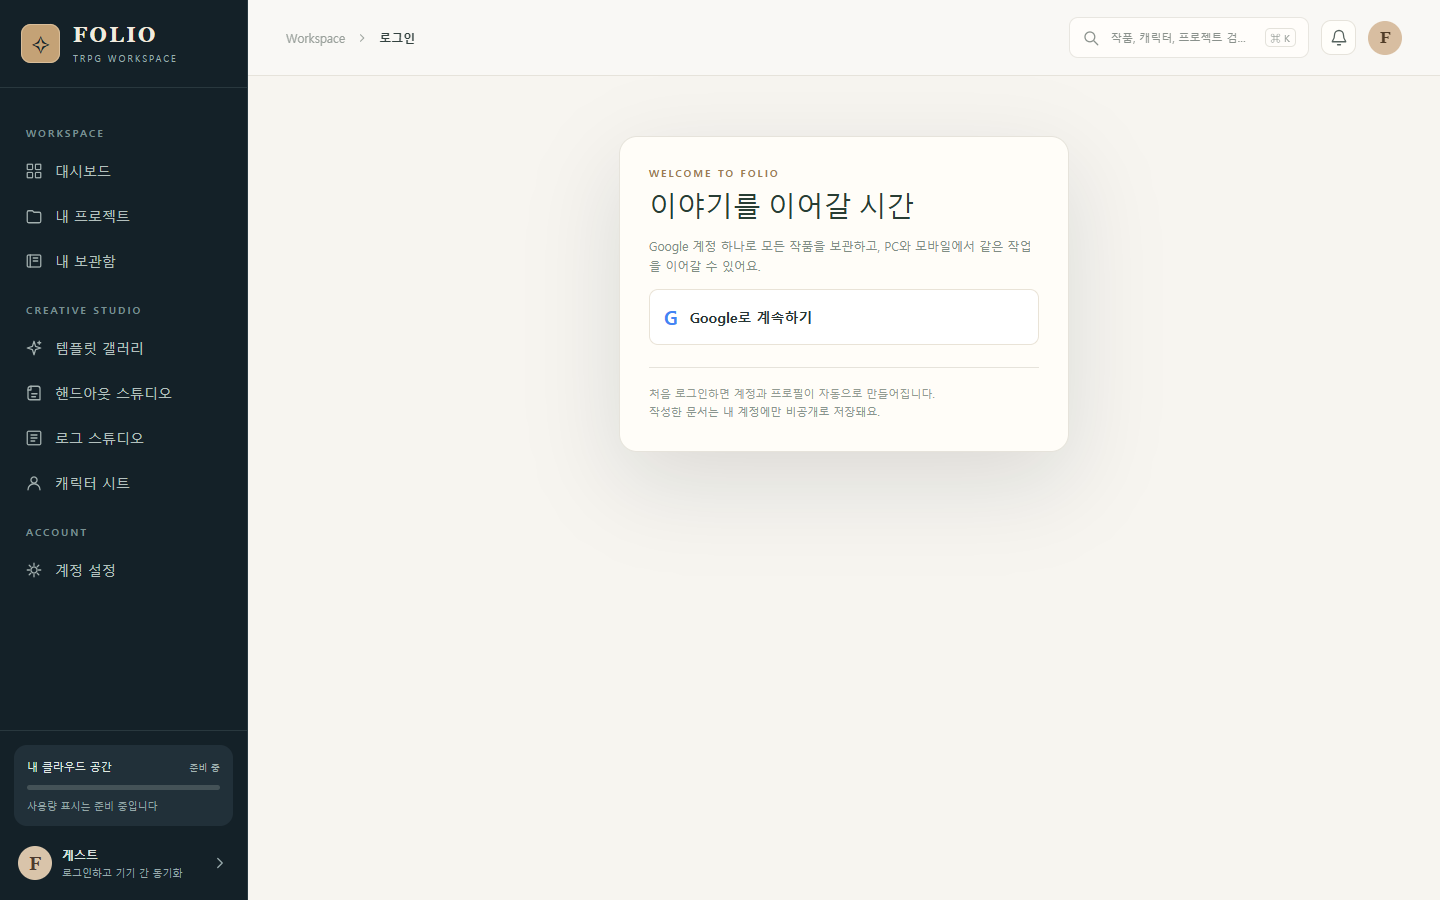 FOLIO
TRPG WORKSPACE
WORKSPACE
대시보드
내 프로젝트
내 보관함
CREATIVE STUDIO
템플릿 갤러리
핸드아웃 스튜디오
로그 스튜디오
캐릭터 시트
ACCOUNT
계정 설정
내 클라우드 공간 준비 중
사용량 표시는 준비 중입니다
F
게스트
로그인하고 기기 간 동기화
Workspace > 로그인
작품, 캐릭터, 프로젝트 검... ⌘ K
F
WELCOME TO FOLIO
이야기를 이어갈 시간
Google 계정 하나로 모든 작품을 보관하고, PC와 모바일에서 같은 작업
을 이어갈 수 있어요.
G Google로 계속하기
처음 로그인하면 계정과 프로필이 자동으로 만들어집니다.
작성한 문서는 내 계정에만 비공개로 저장돼요.